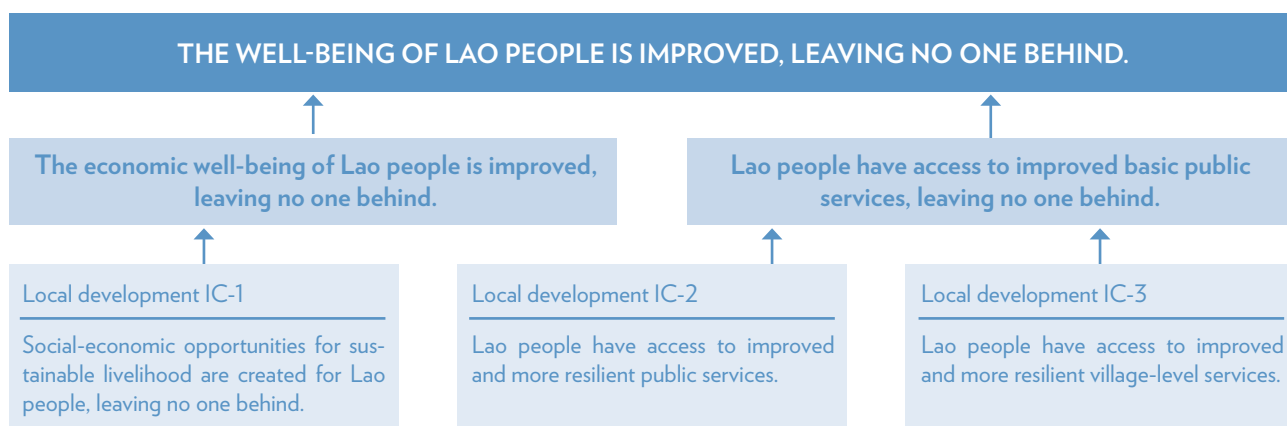 THE WELL-BEING OF LAO PEOPLE IS IMPROVED, LEAVING NO ONE BEHIND.
The economic well-being of Lao people is improved,
leaving no one behind.
Lao people have access to improved basic public
services, leaving no one behind.
Local development IC-1
Social-economic opportunities for sus-
tainable livelihood are created for Lao
people, leaving no one behind.
Local development IC-2
Lao people have access to improved
and more resilient public services.
Local development IC-3
Lao people have access to improved
and more resilient village-level services.